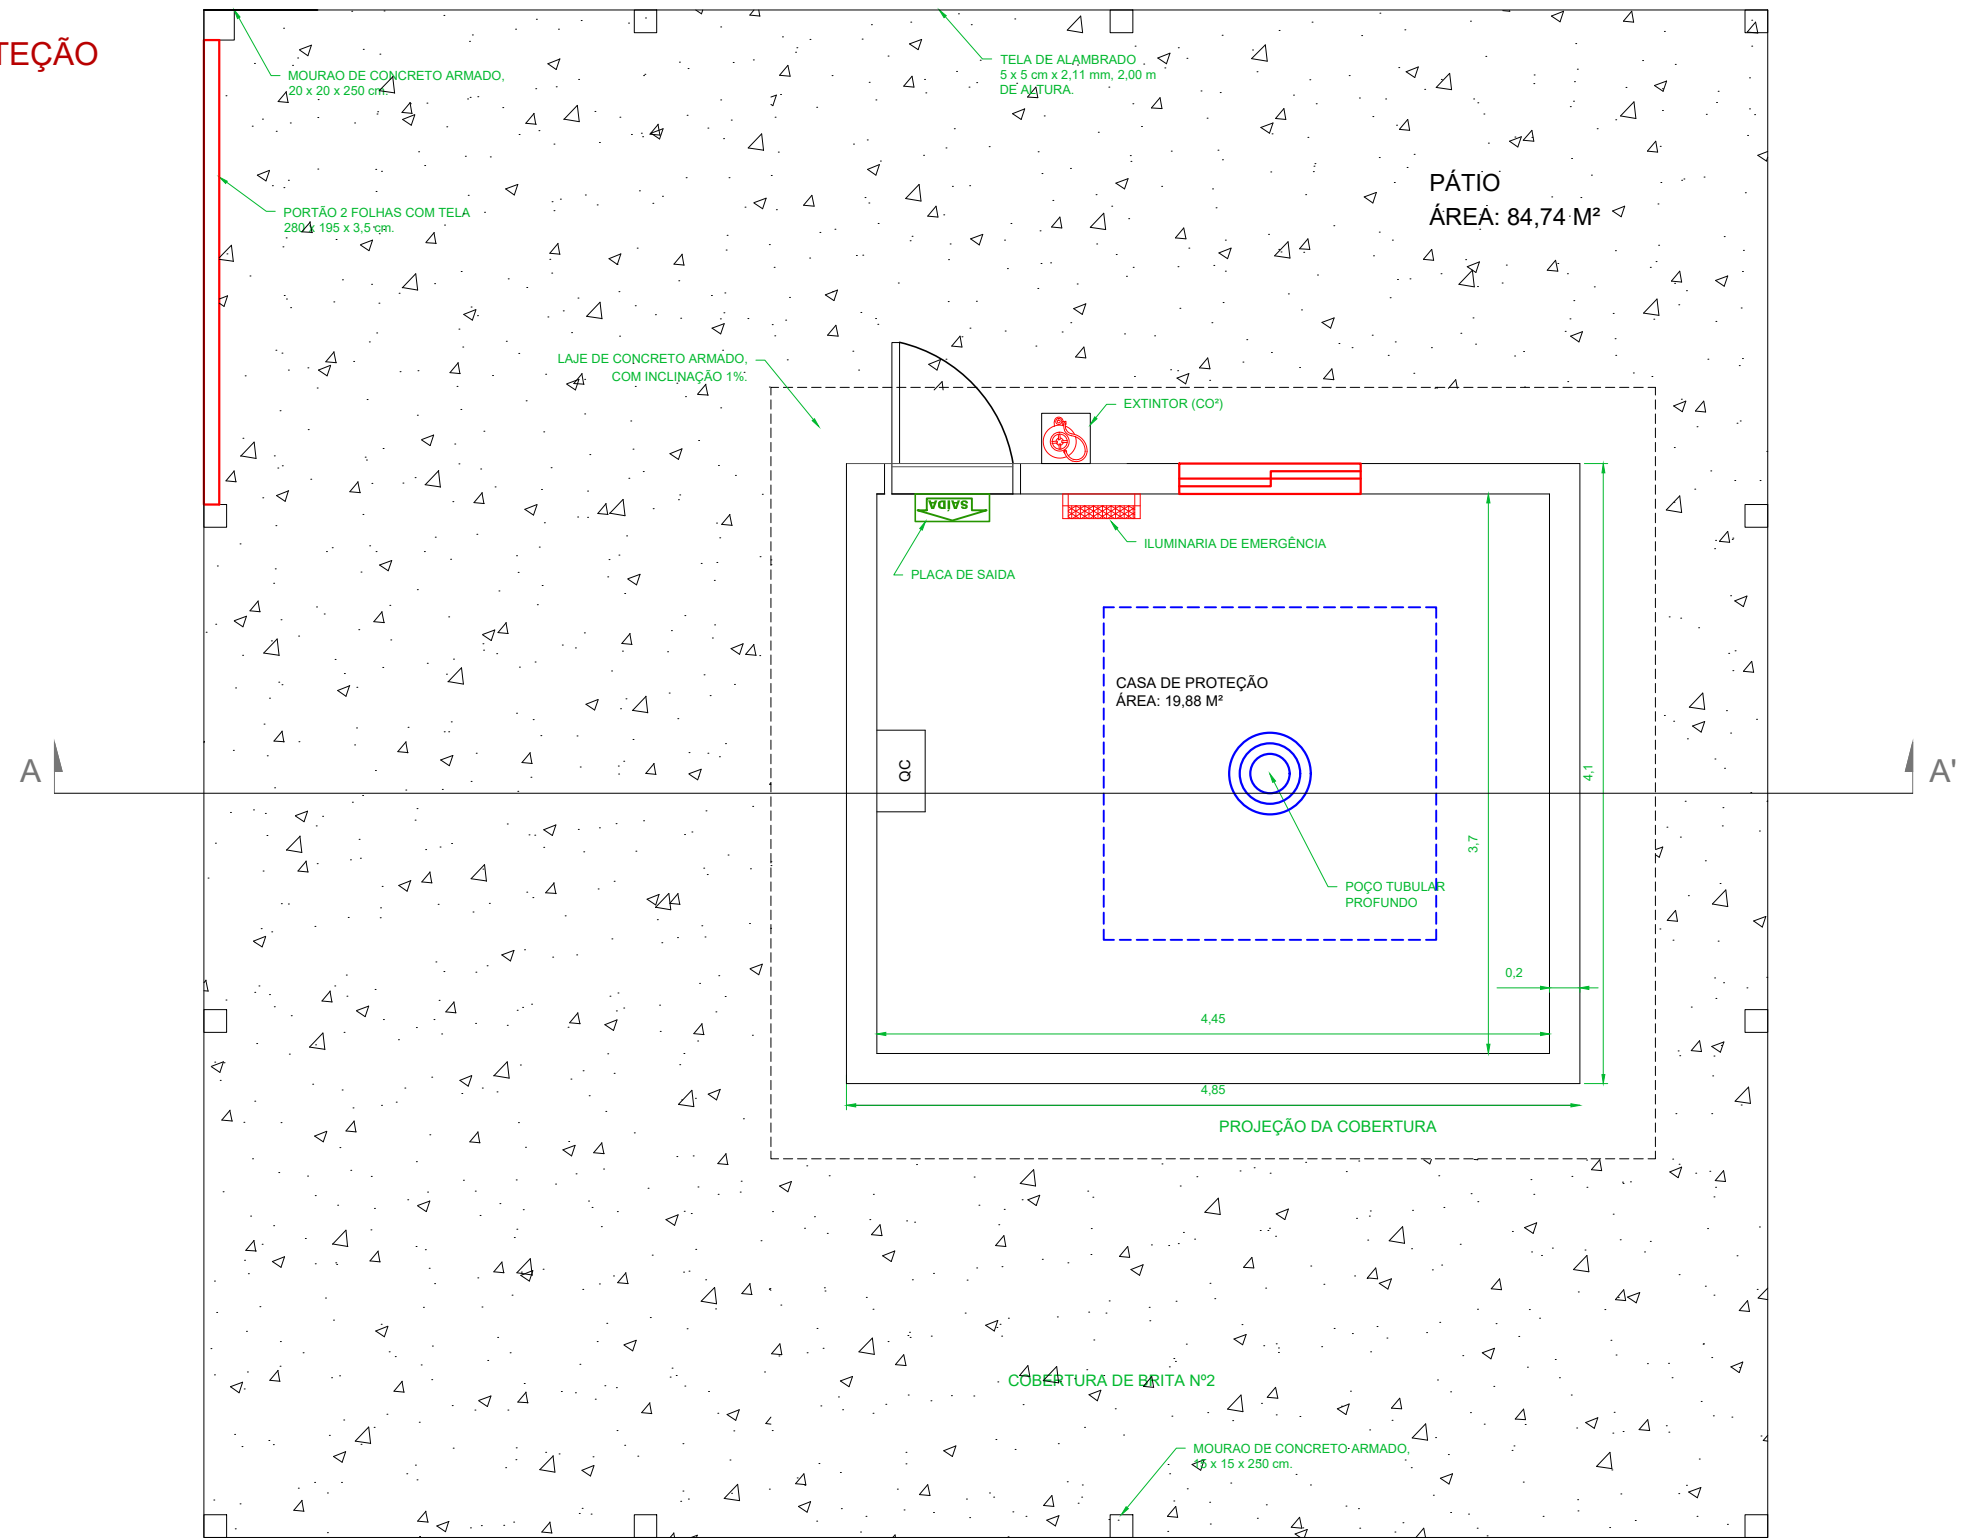 TEÇÃO
MOURAO DE CONCRETO ARMADO,
20 x 20 x 250 cm.
TELA DE ALAMBRADO
5 x 5 cm x 2,11 mm, 2,00 m
DE ALTURA.
PÁTIO
ÁREA: 84,74 M²
PORTÃO 2 FOLHAS COM TELA
280 x 195 x 3,5 cm.
LAJE DE CONCRETO ARMADO,
COM INCLINAÇÃO 1%.
EXTINTOR (CO²)
SAÍDA
ILUMINARIA DE EMERGÊNCIA
PLACA DE SAIDA
CASA DE PROTEÇÃO
ÁREA: 19,88 M²
A
QC
A'
4,1
3,7
POÇO TUBULAR
PROFUNDO
0,2
4,45
4,85
PROJEÇÃO DA COBERTURA
COBERTURA DE BRITA Nº2
MOURAO DE CONCRETO ARMADO,
15 x 15 x 250 cm.